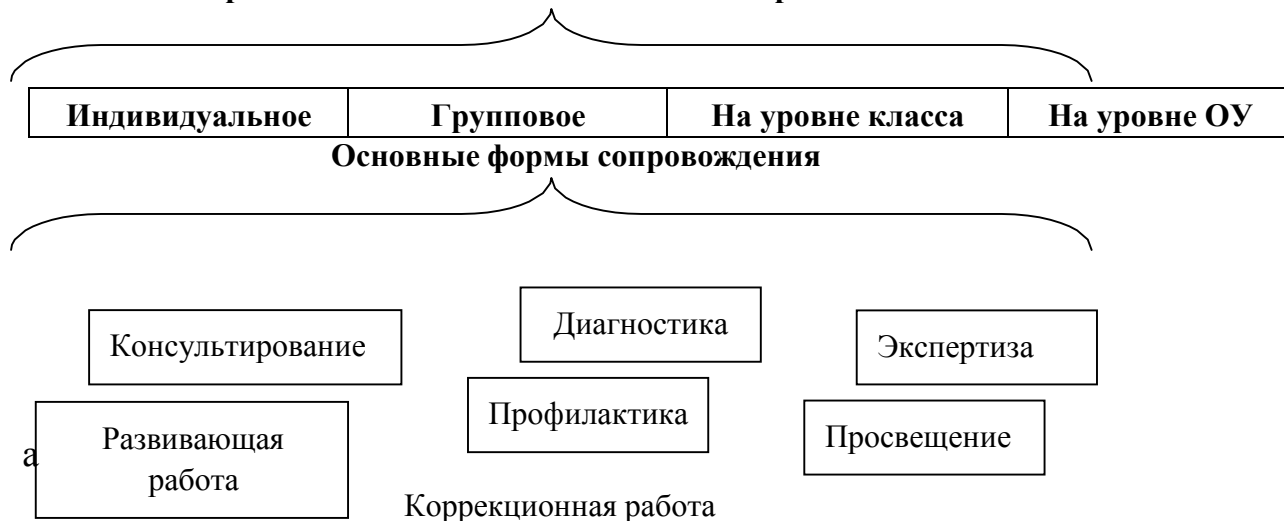 Индивидуальное Групповое На уровне класса На уровне ОУ
Основные формы сопровождения
Диагностика
Консультирование
Экспертиза
Профилактика
Просвещение
Развивающая
работа
а
Коррекционная работа